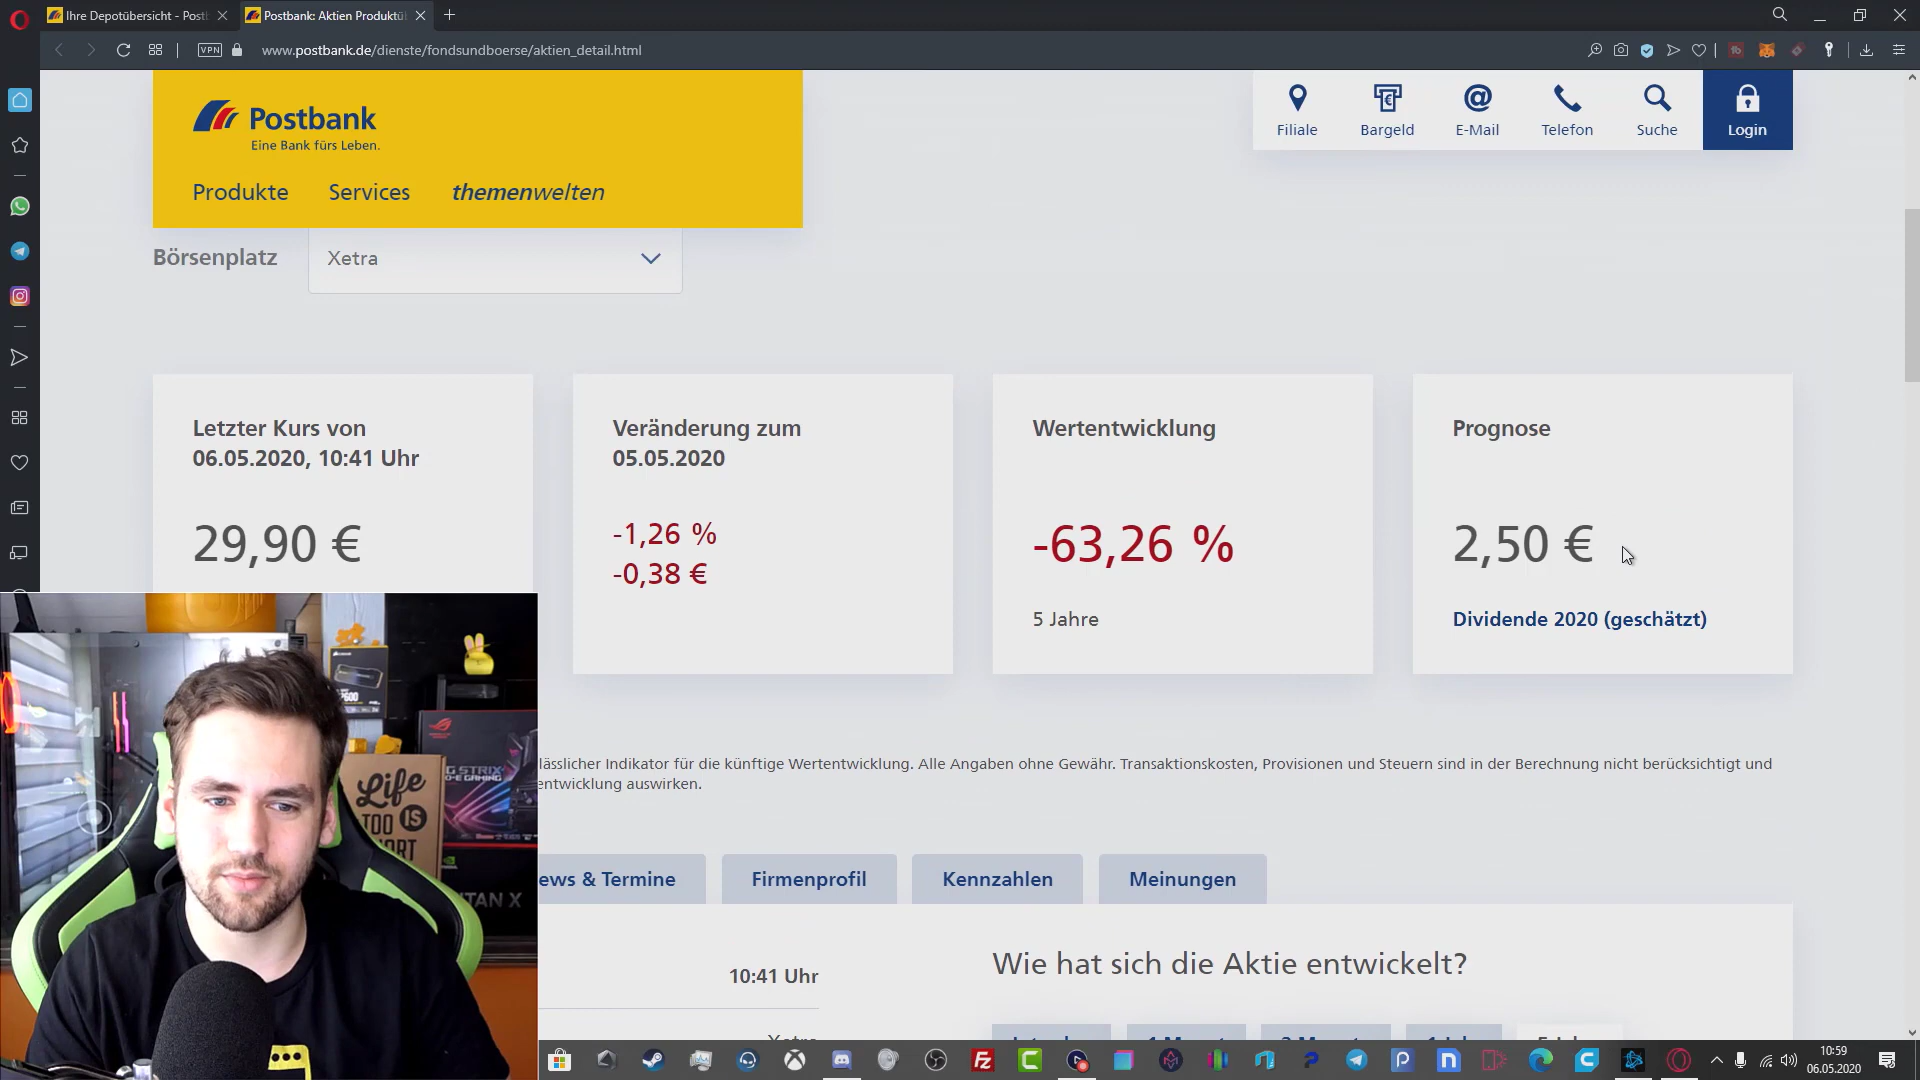 Ihre Depotübersicht - Postb
Postbank: Aktien Produktü
VPN
www.postbank.de/dienste/fondsundboerse/aktien_detail.html
Postbank
Eine Bank fürs Leben.
Produkte Services themenwelten
Filiale Bargeld E-Mail Telefon Suche Login
Börsenplatz Xetra
Letzter Kurs von
06.05.2020, 10:41 Uhr
29,90 €
Veränderung zum
05.05.2020
-1,26 %
-0,38 €
Wertentwicklung
-63,26 %
5 Jahre
Prognose
2,50 €
Dividende 2020 (geschätzt)
lässlicher Indikator für die künftige Wertentwicklung. Alle Angaben ohne Gewähr. Transaktionskosten, Provisionen und Steuern sind in der Berechnung nicht berücksichtigt und
entwicklung auswirken.
ews & Termine Firmenprofil Kennzahlen Meinungen
10:41 Uhr
Wie hat sich die Aktie entwickelt?
Xetra
Life
TOO IS
TITAN X
10:59
06.05.2020